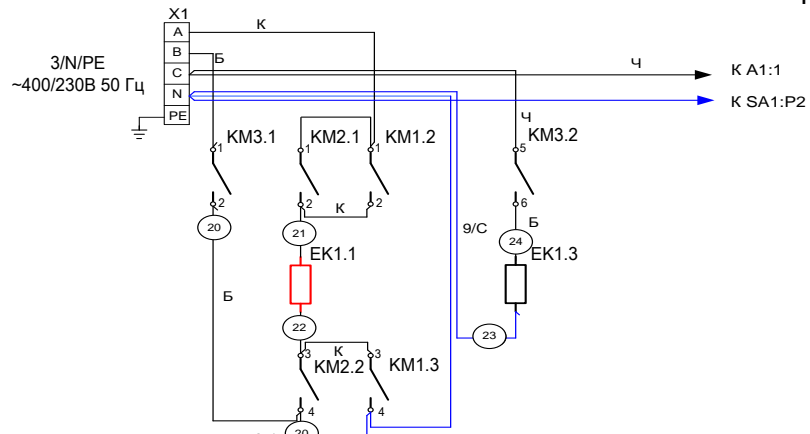 X1
A
К
B
Б
3/N/PE
C
Ч
К A1:1
~400/230В 50 Гц
N
К SA1:P2
PE
Ч
KM3.1
KM2.1
KM1.2
KM3.2
1
1
1
5
2
2
К
2
6
20
21
9/С
Б
24
EK1.1
EK1.3
Б
22
23
3
К
3
KM2.2
KM1.3
4
4
20